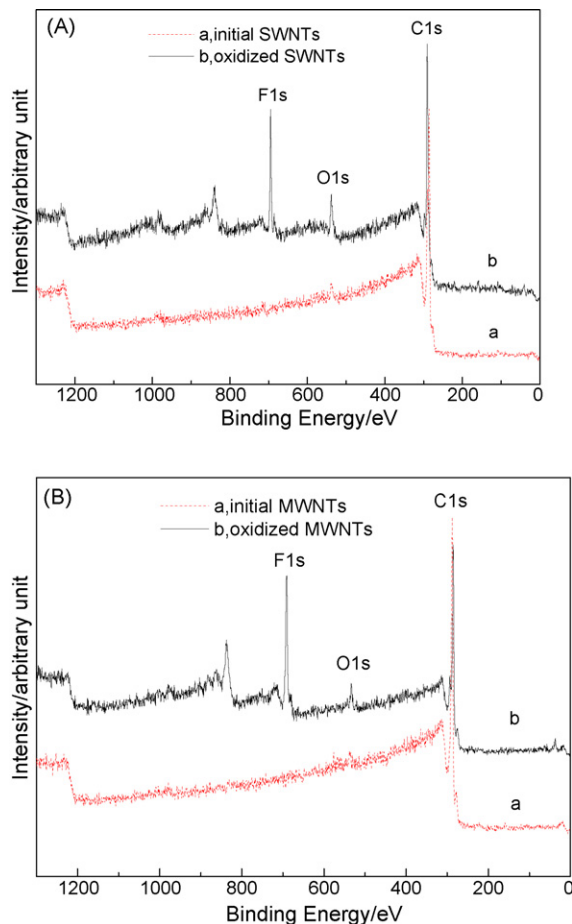 (A)
a,initial SWNTs
b,oxidized SWNTs
C1s
F1s
O1s
b
a
Intensity/arbitrary unit
1200 1000 800 600 400 200 0
Binding Energy/eV
(B)
a,initial MWNTs
b,oxidized MWNTs
C1s
F1s
O1s
b
a
Intensity/arbitrary unit
1200 1000 800 600 400 200 0
Binding Energy/eV